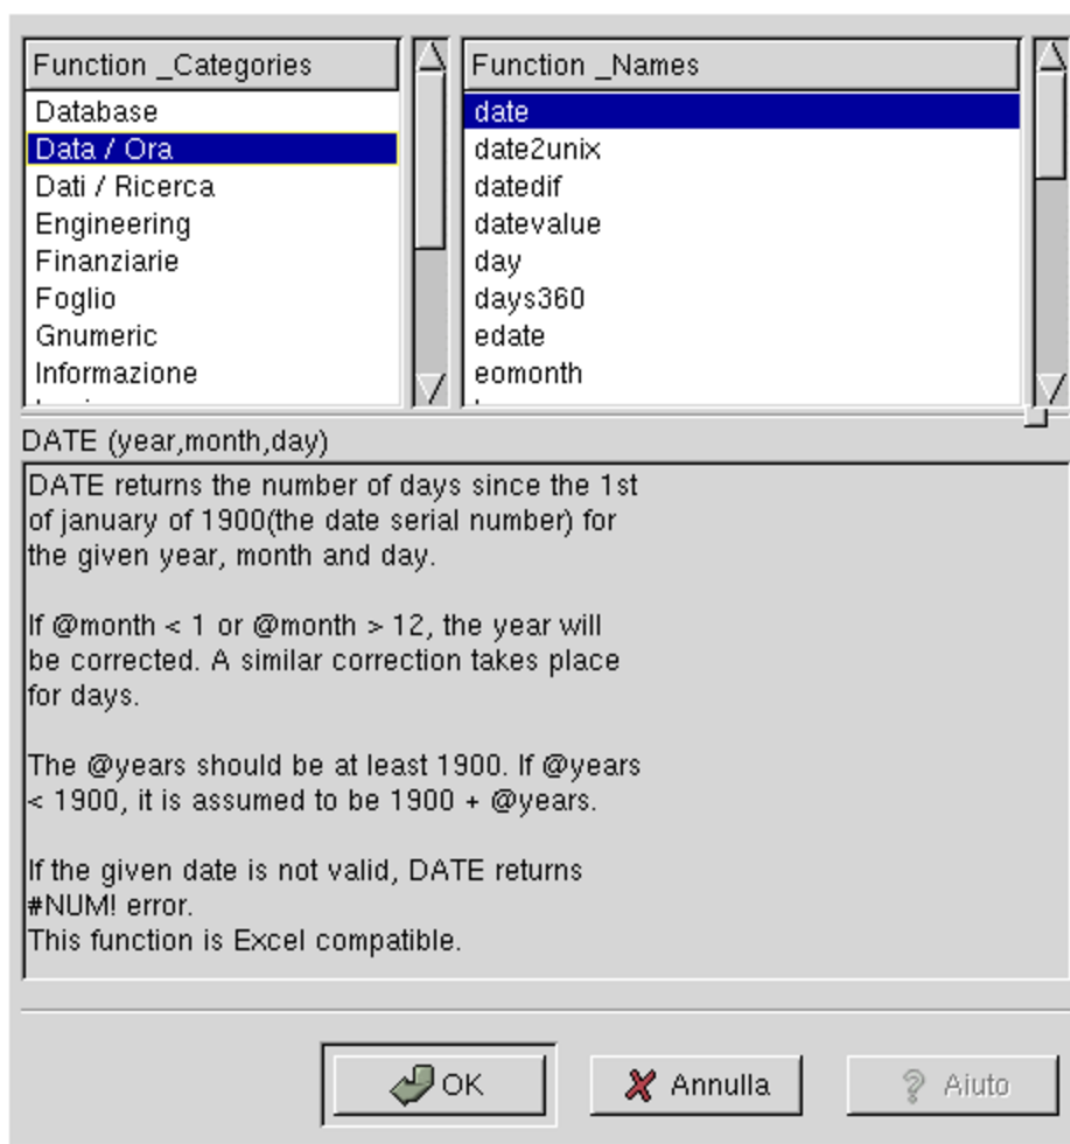 Function _Categories
Database
Data / Ora
Dati / Ricerca
Engineering
Finanziarie
Foglio
Gnumeric
Informazione
Function _Names
date
date2unix
datedif
datevalue
day
days360
edate
eomonth
DATE (year,month,day)
DATE returns the number of days since the 1st
of january of 1900(the date serial number) for
the given year, month and day.
If @month < 1 or @month > 12, the year will
be corrected. A similar correction takes place
for days.
The @years should be at least 1900. If @years
< 1900, it is assumed to be 1900 + @years.
If the given date is not valid, DATE returns
#NUM! error.
This function is Excel compatible.
OK
Annulla
Aiuto